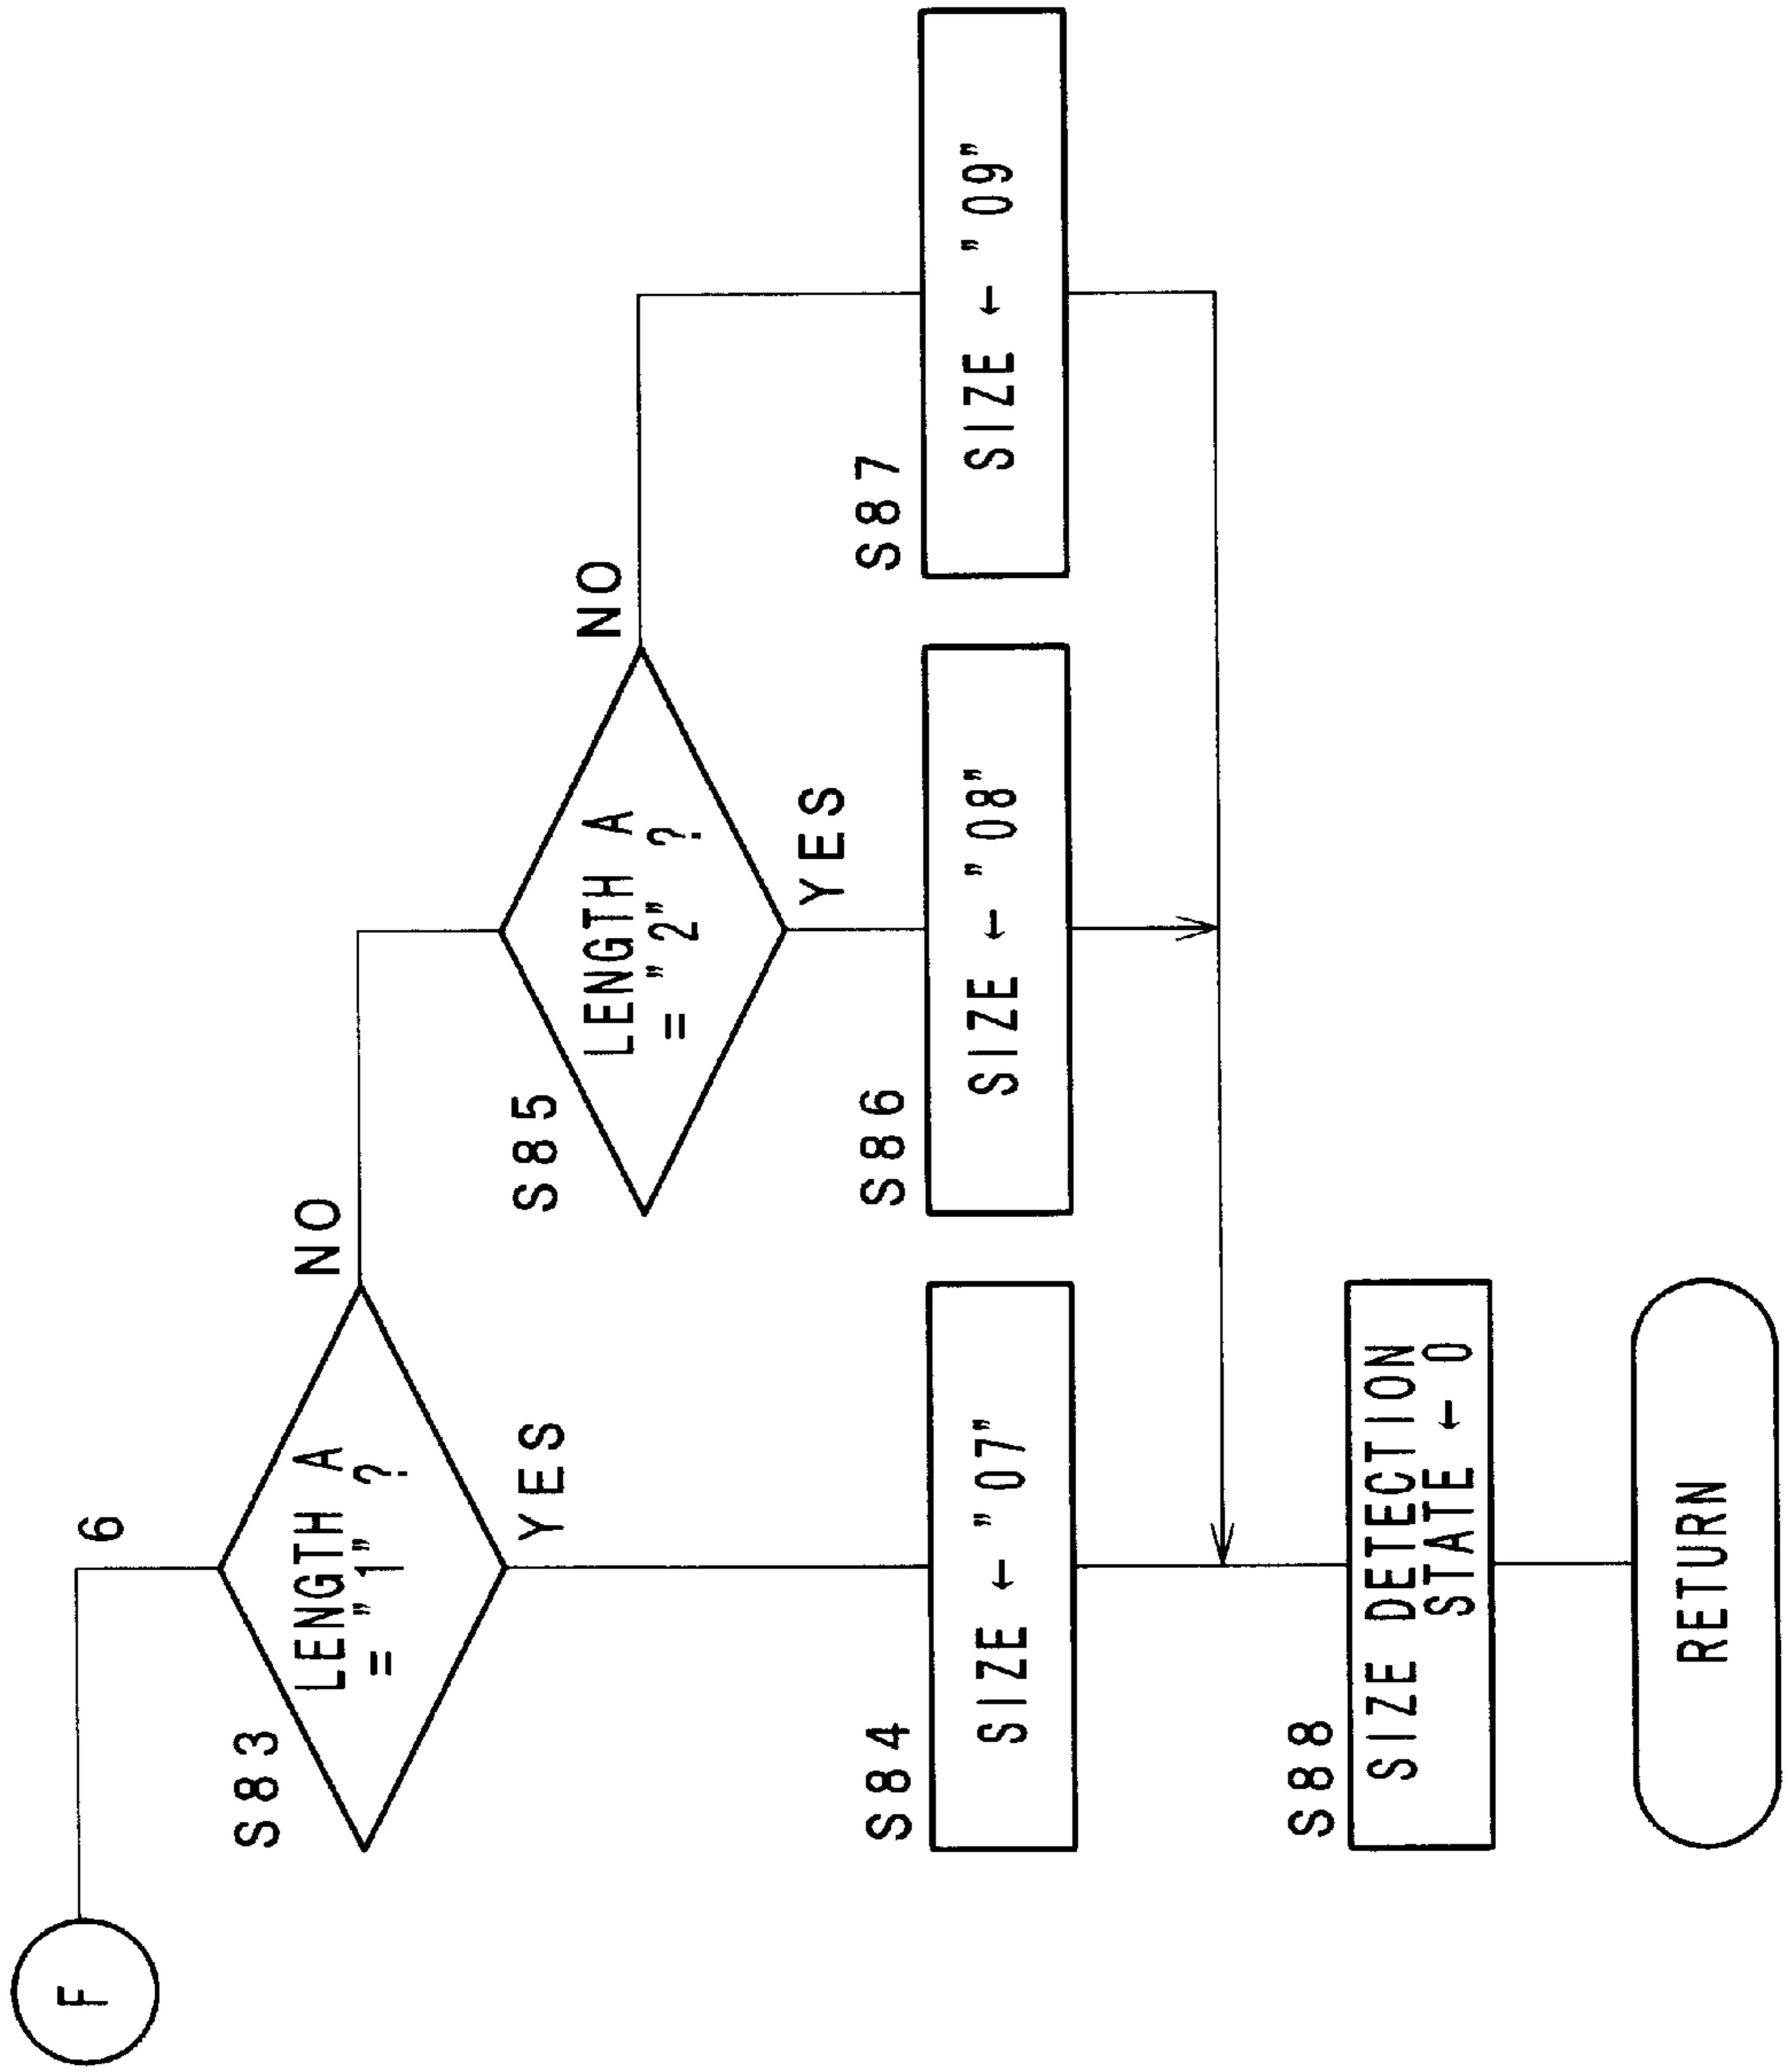 F
6
S83
LENGTH A
="1" ?
NO
YES
S85
LENGTH A
="2" ?
NO
YES
S84
SIZE ← "07"
S86
SIZE ← "08"
S87
SIZE ← "09"
S88
SIZE DETECTION
STATE ← 0
RETURN